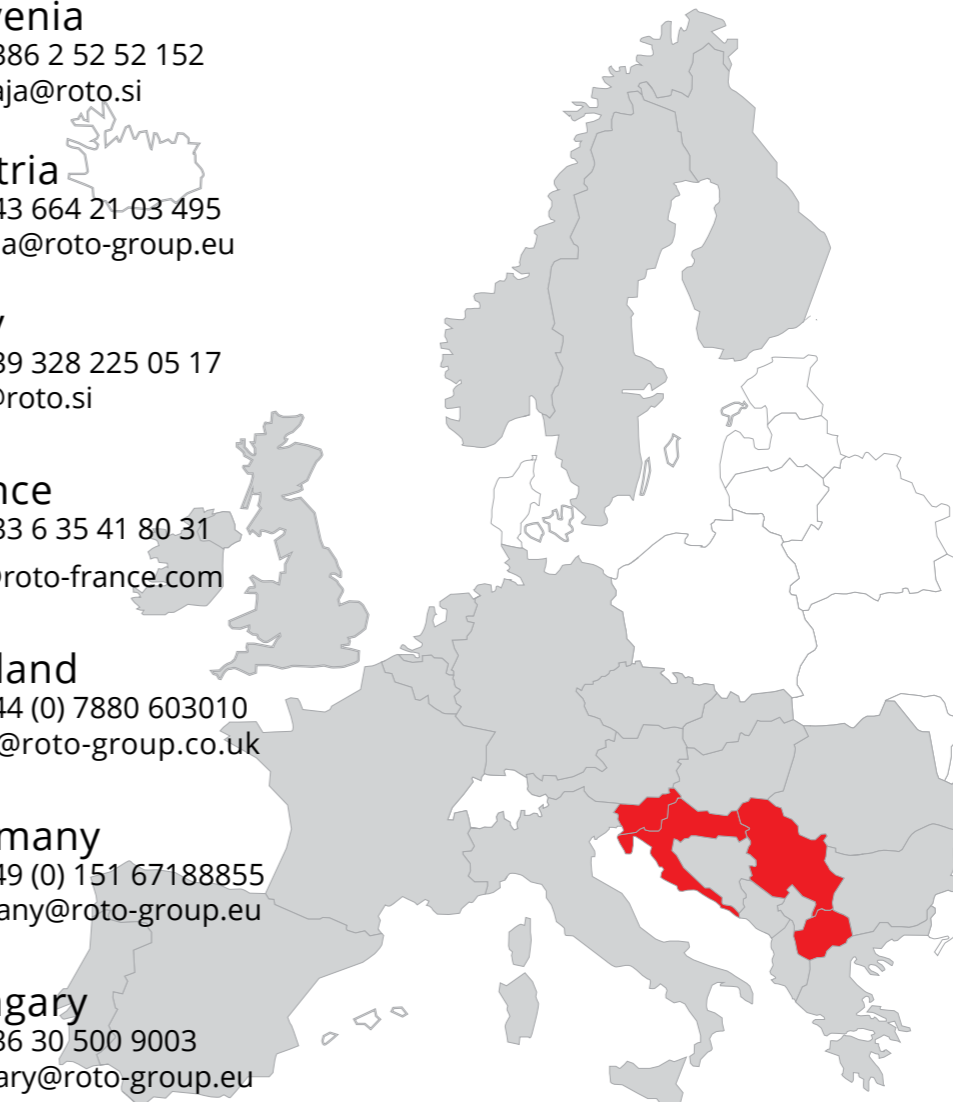 venia
386 2 52 52 152
aja@roto.si
tria
43 664 21 03 495
a@roto-group.eu
y
39 328 225 05 17
@roto.si
nce
33 6 35 41 80 31
@roto-france.com
land
44 (0) 7880 603010
@roto-group.co.uk
many
49 (0) 151 67188855
any@roto-group.eu
gary
36 30 500 9003
ary@roto-group.eu